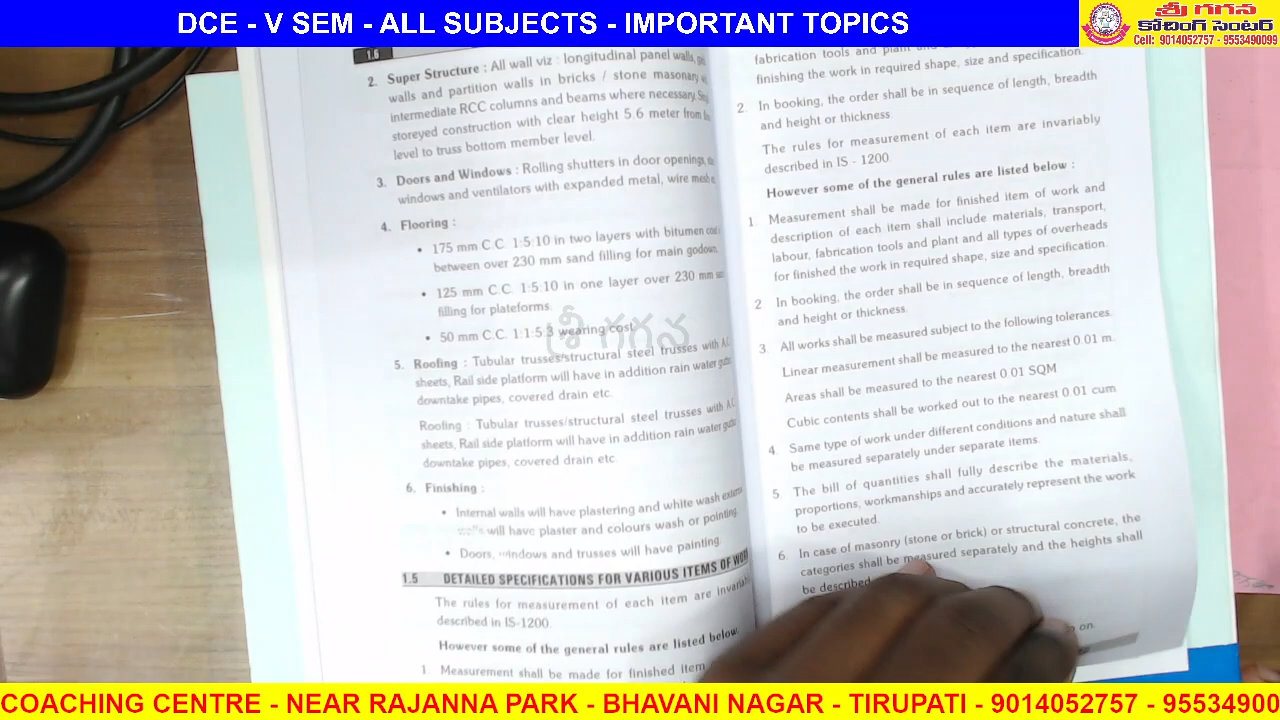 DCE - V SEM - ALL SUBJECTS - IMPORTANT TOPICS
శ్రీ గగన
కోచింగ్ సెంటర్
Cell: 9014052757 - 9553490099
1.6
2. Super Structure : All wall viz : longitudinal panel walls,
walls and partition walls in bricks / stone masonary
intermediate RCC columns and beams where necessary.
storeyed construction with clear height 5.6 meter from
level to truss bottom member level.
3. Doors and Windows : Rolling shutters in door openings,
windows and ventilators with expanded metal, wire mesh
4. Flooring :
• 175 mm C.C. 1:5:10 in two layers with bitumen
between over 230 mm sand filling for main godown.
• 125 mm C.C. 1:5:10 in one layer over 230 mm
filling for plateforms.
• 50 mm C.C. 1:1.5:3 wearing cost
శ్రీ గగన
5. Roofing : Tubular trusses/structural steel trusses with A.C.
sheets, Rail side platform will have in addition rain water
downtake pipes, covered drain etc.
Roofing : Tubular trusses/structural steel trusses with A.C.
sheets, Rail side platform will have in addition rain water
downtake pipes, covered drain etc.
6. Finishing :
• Internal walls will have plastering and white wash
walls will have plaster and colours wash or pointing.
• Doors, windows and trusses will have painting.
1.5 DETAILED SPECIFICATIONS FOR VARIOUS ITEMS OF WORK
The rules for measurement of each item are
described in IS-1200.
However some of the general rules are listed below
1. Measurement shall be made for finished item
fabrication tools and plant and
finishing the work in required shape, size and specification.
2. In booking, the order shall be in sequence of length, breadth
and height or thickness
The rules for measurement of each item are invariably
described in IS - 1200
However some of the general rules are listed below :
1. Measurement shall be made for finished item of work and
description of each item shall include materials, transport,
labour, fabrication tools and plant and all types of overheads
for finished the work in required shape, size and specification.
2 In booking, the order shall be in sequence of length, breadth
and height or thickness.
3. All works shall be measured subject to the following tolerances.
Linear measurement shall be measured to the nearest 0.01 m.
Areas shall be measured to the nearest 0.01 SQM
Cubic contents shall be worked out to the nearest 0.01 cum
4. Same type of work under different conditions and nature shall
be measured separately under separate items.
5. The bill of quantities shall fully describe the materials,
proportions, workmanships and accurately represent the work
to be executed.
6. In case of masonry (stone or brick) or structural concrete, the
categories shall be measured separately and the heights shall
be described
on.
COACHING CENTRE - NEAR RAJANNA PARK - BHAVANI NAGAR - TIRUPATI - 9014052757 - 95534900